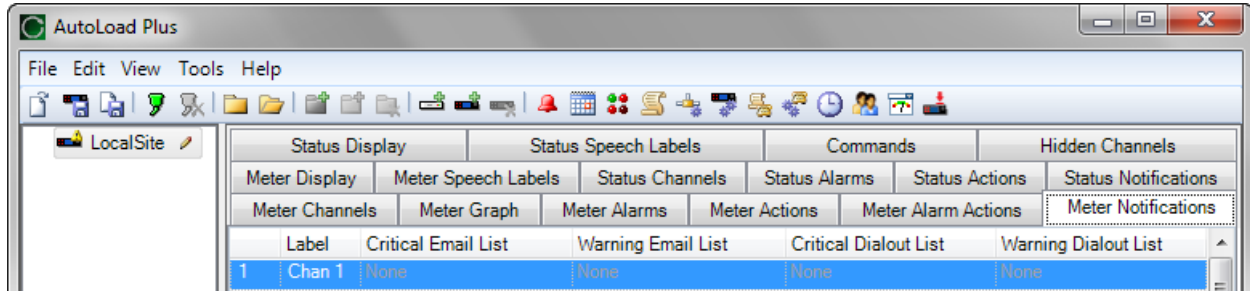 AutoLoad Plus
File Edit View Tools Help
LocalSite
Status Display Status Speech Labels Commands Hidden Channels
Meter Display Meter Speech Labels Status Channels Status Alarms Status Actions Status Notifications
Meter Channels Meter Graph Meter Alarms Meter Actions Meter Alarm Actions Meter Notifications
Label Critical Email List Warning Email List Critical Dialout List Warning Dialout List
1 Chan 1 None None None None